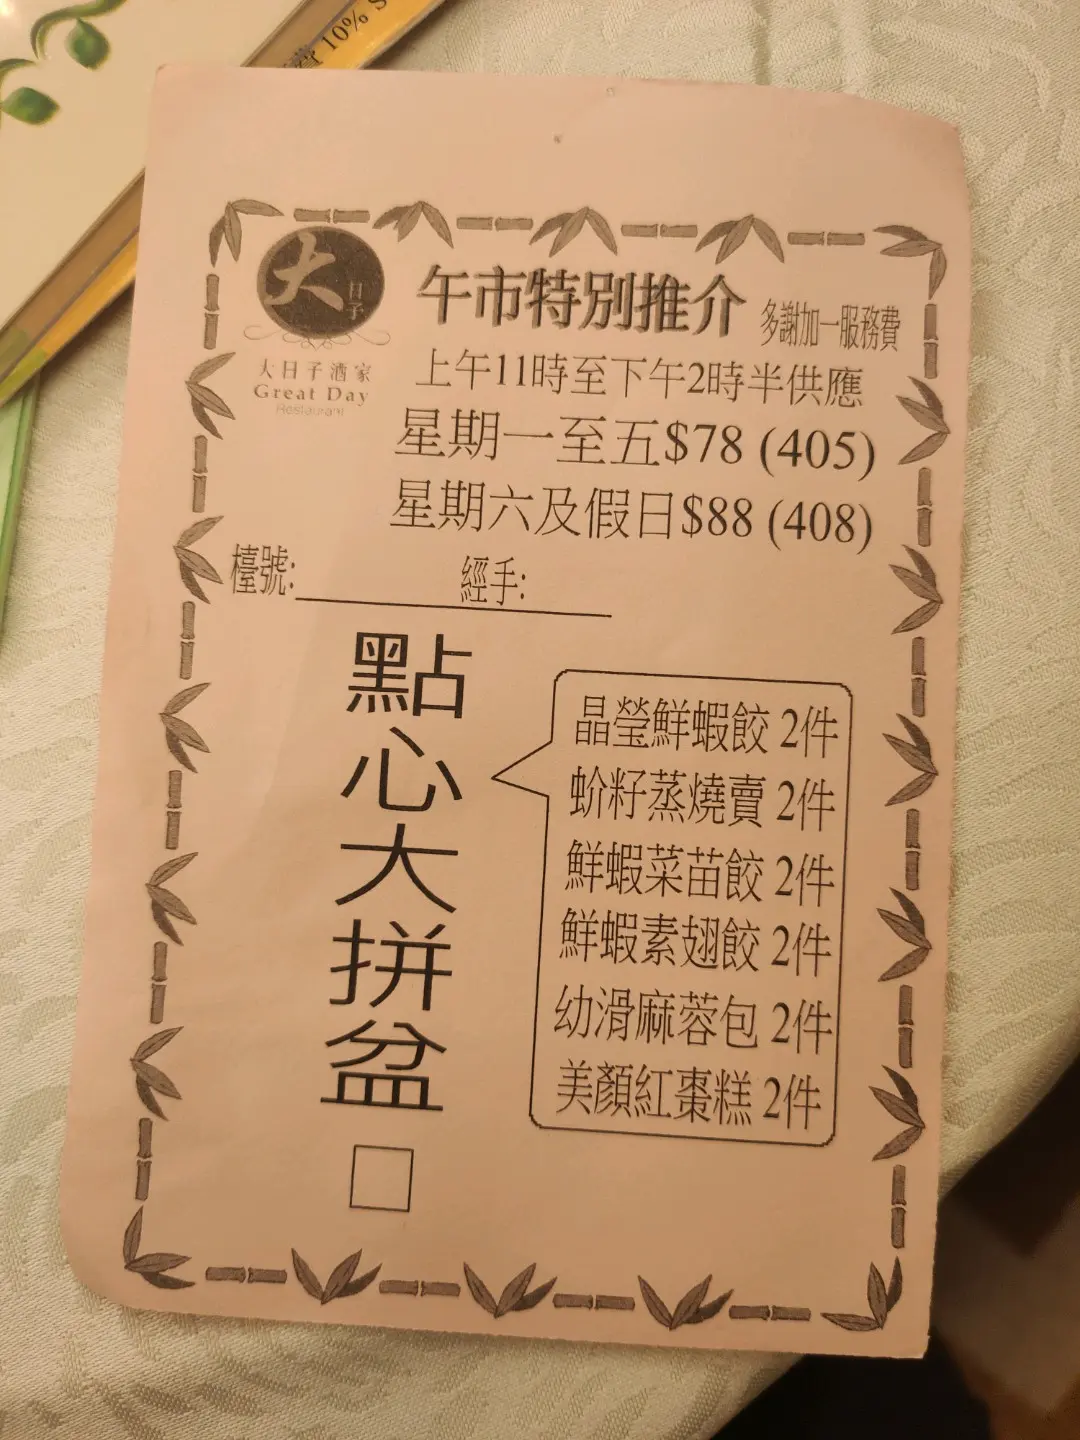 費 10% S
大
日子
大日子酒家
Great Day
Restaurant
午市特別推介
多謝加一服務費
上午11時至下午2時半供應
星期一至五$78 (405)
星期六及假日$88 (408)
檯號:
經手:
點心大拼盆
晶瑩鮮蝦餃 2件
蚧籽蒸燒賣 2件
鮮蝦菜苗餃 2件
鮮蝦素翅餃 2件
幼滑麻蓉包 2件
美顏紅棗糕 2件